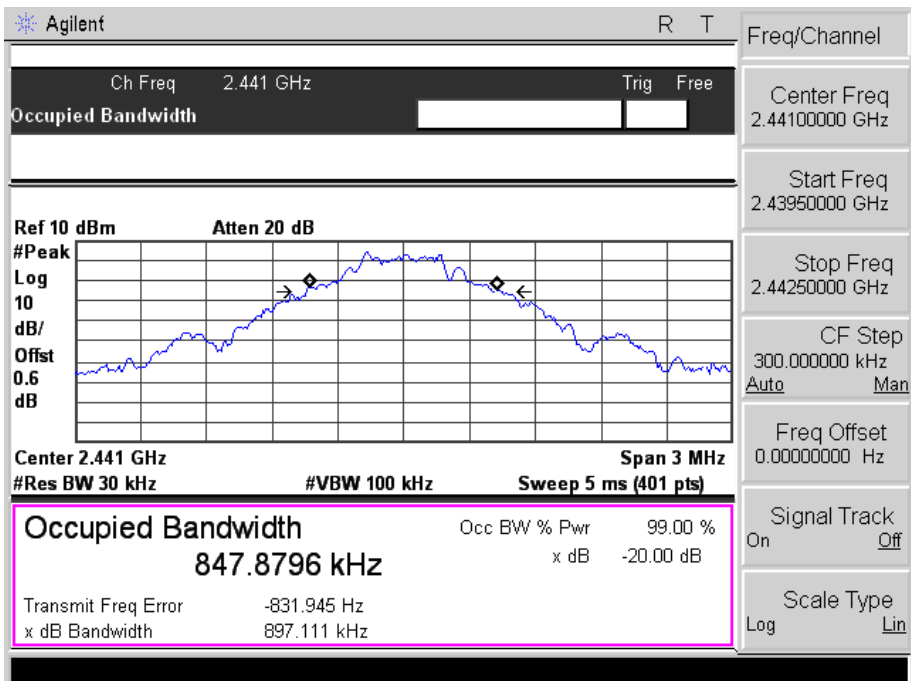 Agilent R T
Freq/Channel
Ch Freq 2.441 GHz Trig Free
Occupied Bandwidth
Center Freq
2.44100000 GHz
Start Freq
2.43950000 GHz
Stop Freq
2.44250000 GHz
CF Step
300.000000 kHz
Auto Man
Freq Offset
0.00000000 Hz
Signal Track
On Off
Scale Type
Log Lin
Ref 10 dBm Atten 20 dB
#Peak
Log
10
dB/
Offst
0.6
dB
Center 2.441 GHz Span 3 MHz
#Res BW 30 kHz #VBW 100 kHz Sweep 5 ms (401 pts)
Occupied Bandwidth Occ BW % Pwr 99.00 %
847.8796 kHz x dB -20.00 dB
Transmit Freq Error -831.945 Hz
x dB Bandwidth 897.111 kHz